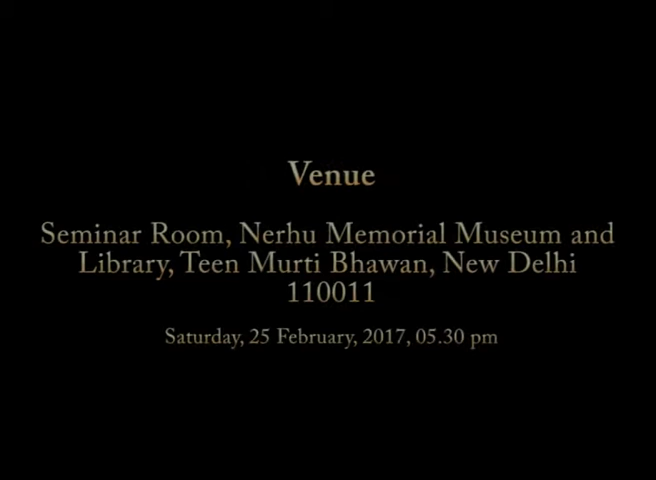 Venue
Seminar Room, Nerhu Memorial Museum and
Library, Teen Murti Bhawan, New Delhi
110011
Saturday, 25 February, 2017, 05.30 pm